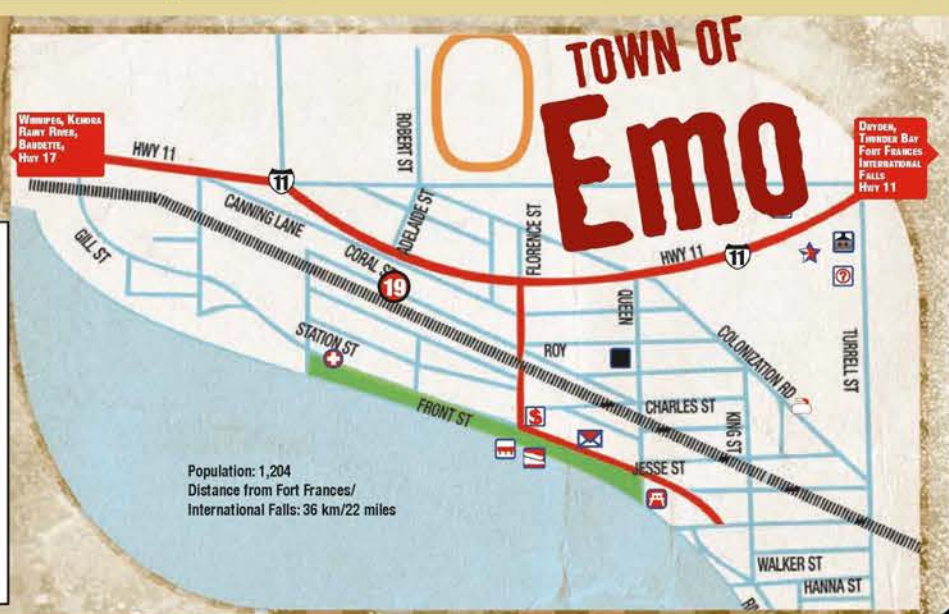 TOWN OF
Emo
WINNIPEG, KENORA
RAINY RIVER,
BAUDETTE,
HWY 17
DRYDEN,
THUNDER BAY
FORT FRANCES
INTERNATIONAL
FALLS
HWY 11
HWY 11
11
ROBERT ST
ADELAIDE ST
CANNING LANE
CORAL ST
19
GILL ST
FLORENCE ST
HWY 11
11
QUEEN
COLONIZATION RD
TURRELL ST
STATION ST
ROY
FRONT ST
$
CHARLES ST
KING ST
JESSE ST
?
Population: 1,204
Distance from Fort Frances/
International Falls: 36 km/22 miles
WALKER ST
HANNA ST